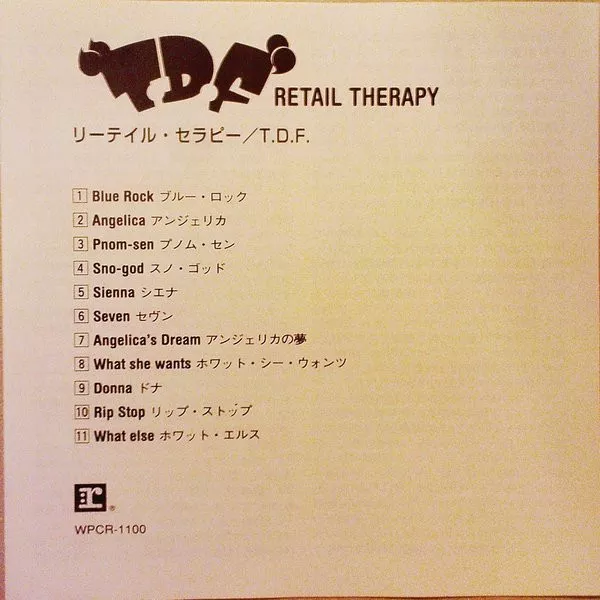 TDF RETAIL THERAPY
リーテイル・セラピー／T.D.F.
1 Blue Rock ブルー・ロック
2 Angelica アンジェリカ
3 Pnom-sen プノム・セン
4 Sno-god スノ・ゴッド
5 Sienna シエナ
6 Seven セヴン
7 Angelica's Dream アンジェリカの夢
8 What she wants ホワット・シー・ウォンツ
9 Donna ドナ
10 Rip Stop リップ・ストップ
11 What else ホワット・エルス
r®
WPCR-1100